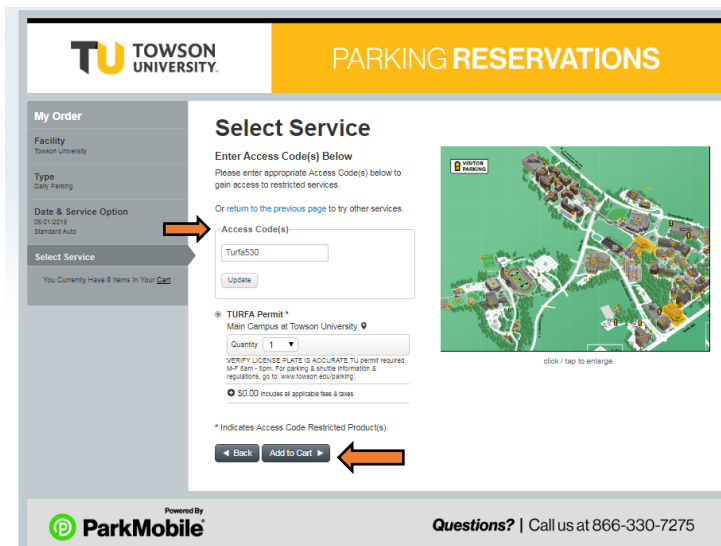 TU TOWSON
UNIVERSITY.
PARKING RESERVATIONS
My Order
Facility
Towson University
Type
Daily Parking
Date & Service Option
06/01/2016
Standard Auto
Select Service
You Currently Have 0 Items In Your Cart.
Select Service
Enter Access Code(s) Below
Please enter appropriate Access Code(s) below to
gain access to restricted services.
Or return to the previous page to try other services.
Access Code(s)
Turfa530
Update
TURFA Permit *
Main Campus at Towson University
Quantity 1
VERIFY LICENSE PLATE IS ACCURATE.TU permit required
M-F 6am - 8pm. For parking & shuttle information &
regulations, go to: www.towson.edu/parking.
$0.00 includes all applicable fees & taxes
* Indicates Access Code Restricted Product(s).
Back
Add to Cart
VISITOR
PARKING
click / tap to enlarge
Powered By
ParkMobile
Questions? | Call us at 866-330-7275